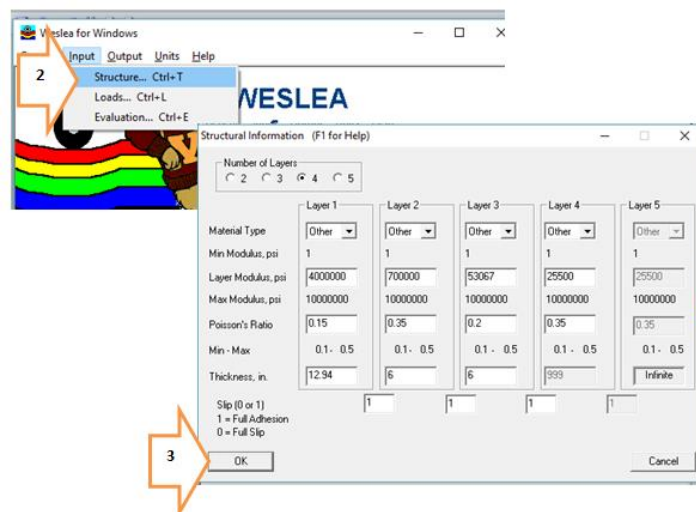 Weslea for Windows
Input Output Units Help
2
Structure... Ctrl+T
Loads... Ctrl+L
Evaluation... Ctrl+E
WESLEA
Structural Information (F1 for Help)
Number of Layers
2 3 4 5
Layer 1 Layer 2 Layer 3 Layer 4 Layer 5
Material Type Other Other Other Other Other
Min Modulus, psi 1 1 1 1 1
Layer Modulus, psi 4000000 700000 53067 25500 25500
Max Modulus, psi 10000000 10000000 10000000 10000000 10000000
Poisson's Ratio 0.15 0.35 0.2 0.35 0.35
Min - Max 0.1 - 0.5 0.1 - 0.5 0.1 - 0.5 0.1 - 0.5 0.1 - 0.5
Thickness, in. 12.94 6 6 999 Infinite
Slip (0 or 1) 1 1 1 1
1 = Full Adhesion
0 = Full Slip
3
OK Cancel